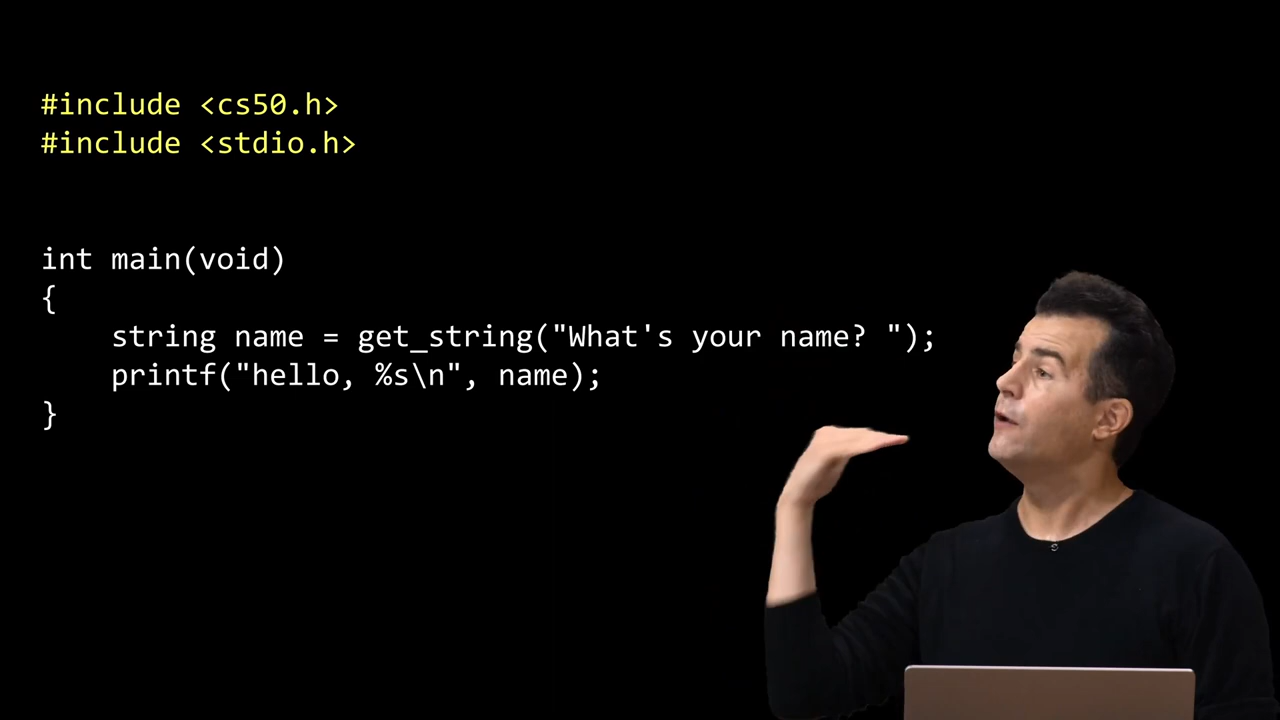 #include <cs50.h>
#include <stdio.h>
int main(void)
{
    string name = get_string("What's your name? ");
    printf("hello, %s\n", name);
}